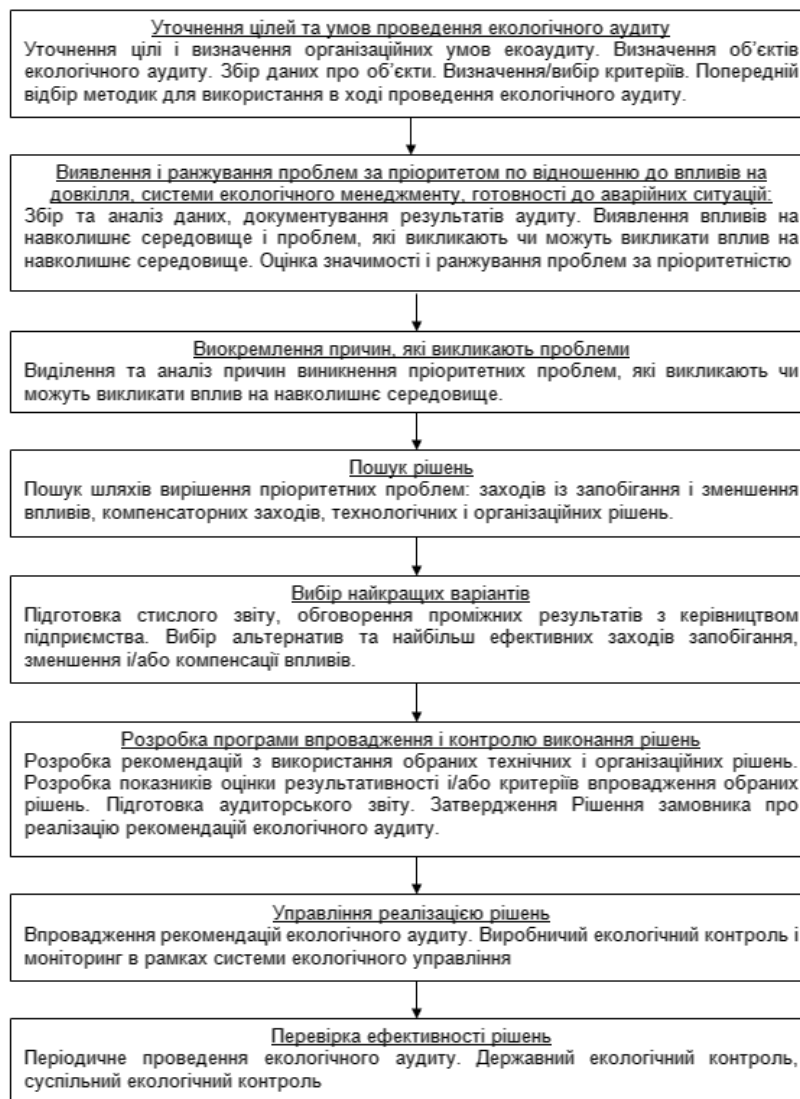 Уточнення цілей та умов проведення екологічного аудиту
Уточнення цілі і визначення організаційних умов екоаудиту. Визначення об’єктів
екологічного аудиту. Збір даних про об’єкти. Визначення/вибір критеріїв. Попередній
відбір методик для використання в ході проведення екологічного аудиту.
Виявлення і ранжування проблем за пріоритетом по відношенню до впливів на
довкілля, системи екологічного менеджменту, готовності до аварійних ситуацій:
Збір та аналіз даних, документування результатів аудиту. Виявлення впливів на
навколишнє середовище і проблем, які викликають чи можуть викликати вплив на
навколишнє середовище. Оцінка значимості і ранжування проблем за пріоритетністю
Виокремлення причин, які викликають проблеми
Виділення та аналіз причин виникнення пріоритетних проблем, які викликають чи
можуть викликати вплив на навколишнє середовище.
Пошук рішень
Пошук шляхів вирішення пріоритетних проблем: заходів із запобігання і зменшення
впливів, компенсаторних заходів, технологічних і організаційних рішень.
Вибір найкращих варіантів
Підготовка стислого звіту, обговорення проміжних результатів з керівництвом
підприємства. Вибір альтернатив та найбільш ефективних заходів запобігання,
зменшення і/або компенсації впливів.
Розробка програми впровадження і контролю виконання рішень
Розробка рекомендацій з використання обраних технічних і організаційних рішень.
Розробка показників оцінки результативності і/або критеріїв впровадження обраних
рішень. Підготовка аудиторського звіту. Затвердження Рішення замовника про
реалізацію рекомендацій екологічного аудиту.
Управління реалізацією рішень
Впровадження рекомендацій екологічного аудиту. Виробничий екологічний контроль і
моніторинг в рамках системи екологічного управління
Перевірка ефективності рішень
Періодичне проведення екологічного аудиту. Державний екологічний контроль,
суспільний екологічний контроль